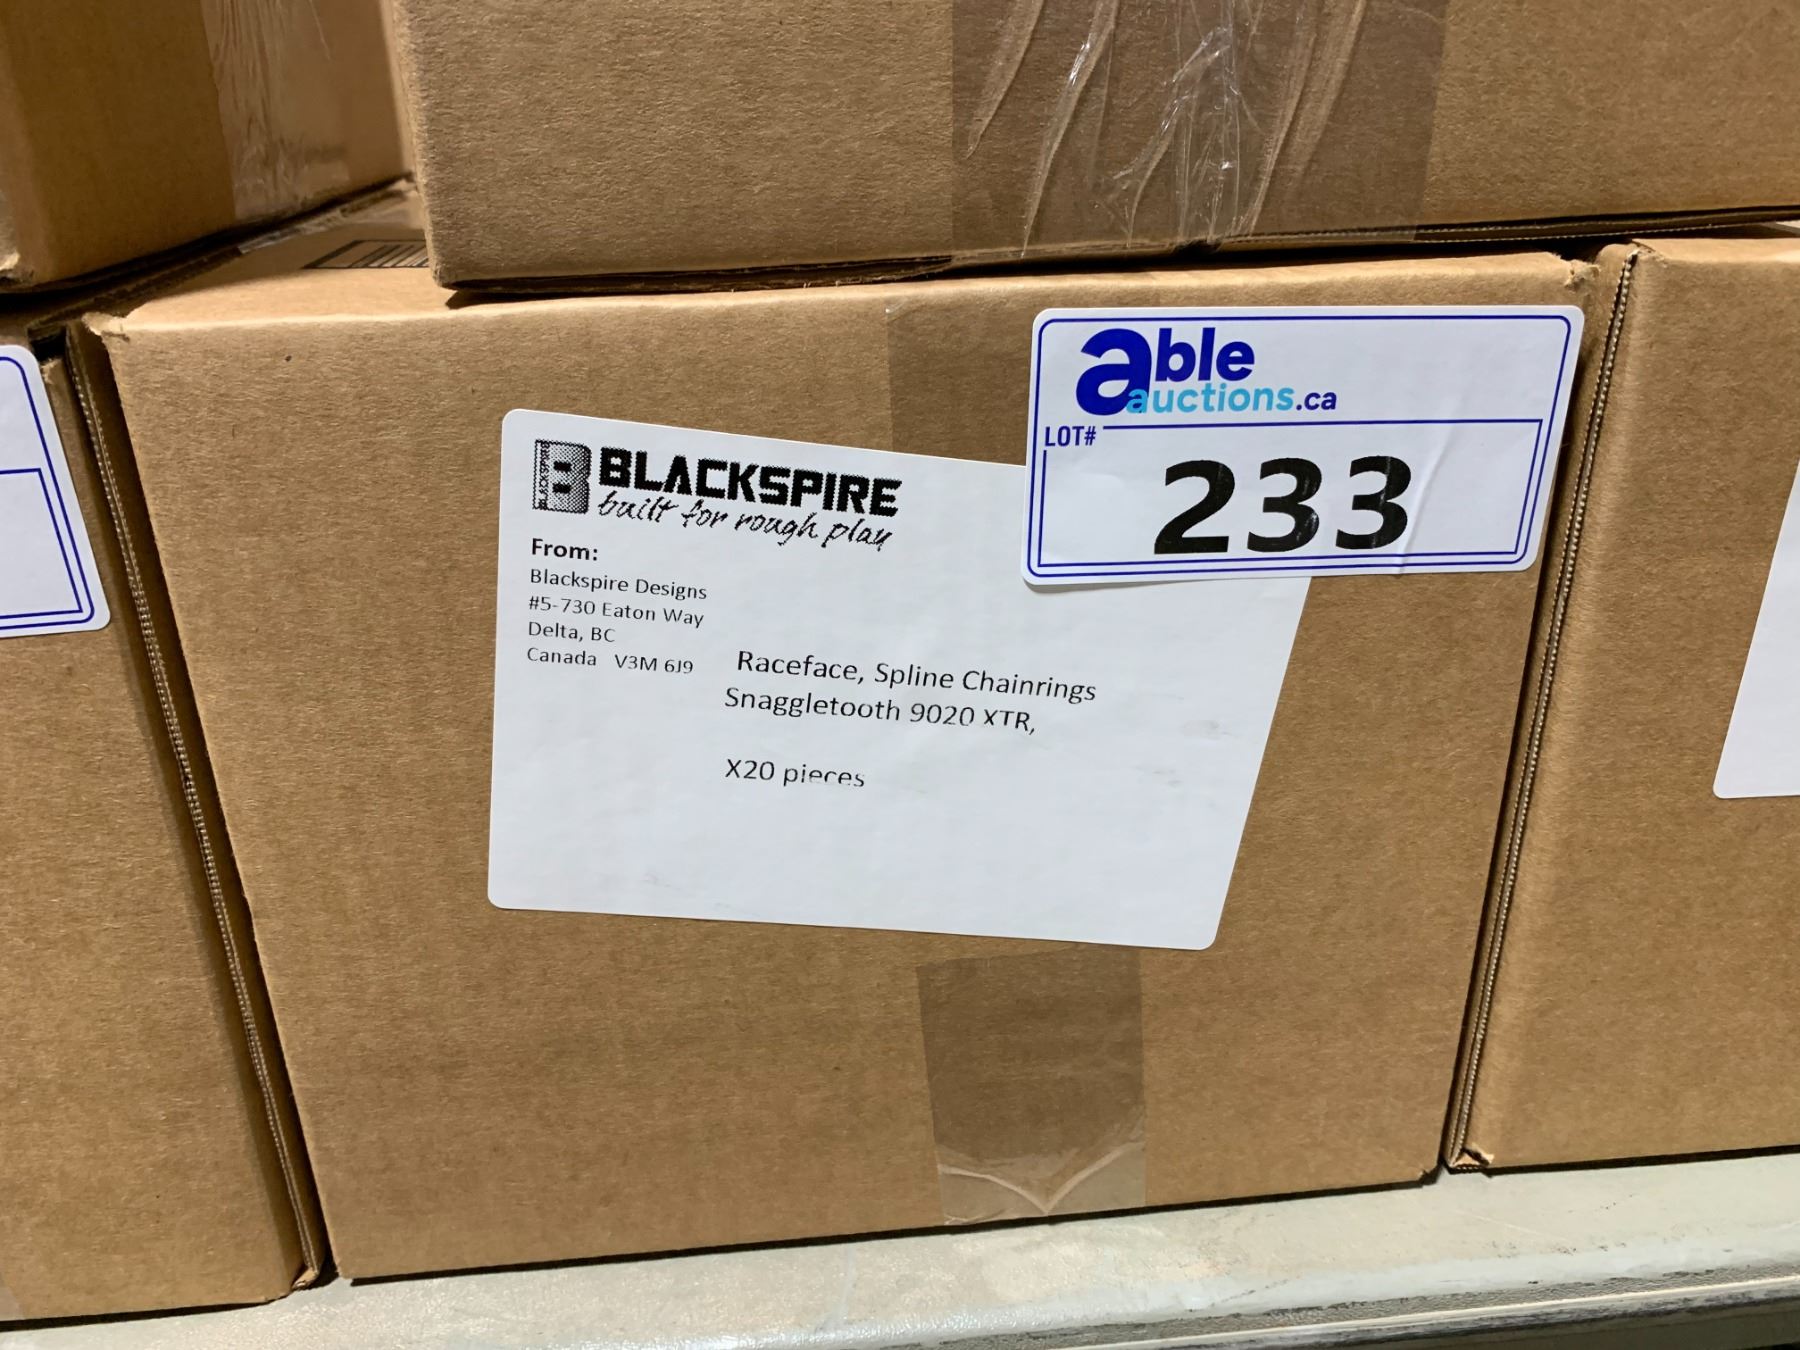 BLACKSPIRE
BLACKSPIRE
built for rough play
From:
Blackspire Designs
#5-730 Eaton Way
Delta, BC
Canada V3M 6J9
Raceface, Spline Chainrings
Snaggletooth 9020 XTR,
X20 pieces
able
auctions.ca
LOT#
233